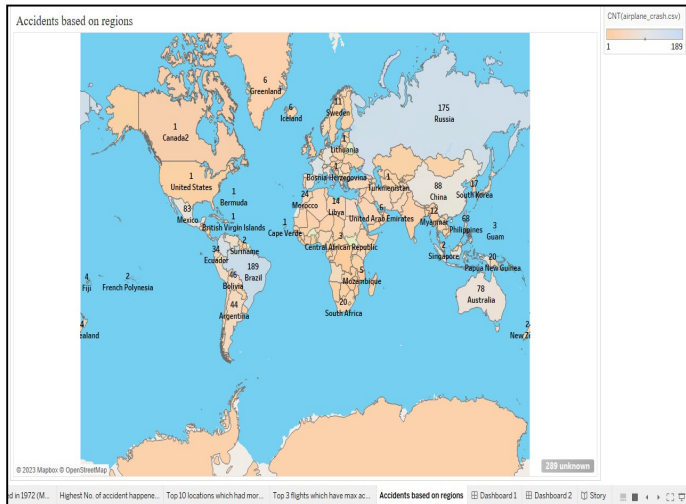 Accidents based on regions
CNT(airplane_crash.csv)
1 189
6
Greenland
6
Iceland
11
Sweden
175
Russia
1
Canada2
1
Lithuania
1
Bosnia Herzegovina
1
Turkmenistan
88
China
17
South Korea
1
United States
1
Bermuda
24
Morocco
14
Libya
6
United Arab Emirates
12
Myanmar
68
Philippines
3
Guam
83
Mexico
1
British Virgin Islands
1
Cape Verde
3
Central African Republic
2
Suriname
34
Ecuador
189
Brazil
2
Singapore
20
Papua New Guinea
4
Fiji
2
French Polynesia
46
Bolivia
5
Mozambique
78
Australia
44
Argentina
20
South Africa
4
ealand
2
New Ze
© 2023 Mapbox © OpenStreetMap
289 unknown
ed in 1972 (M... Highest No. of accident happene... Top 10 locations which had mor... Top 3 flights which have max ac... Accidents based on regions Dashboard 1 Dashboard 2 Story